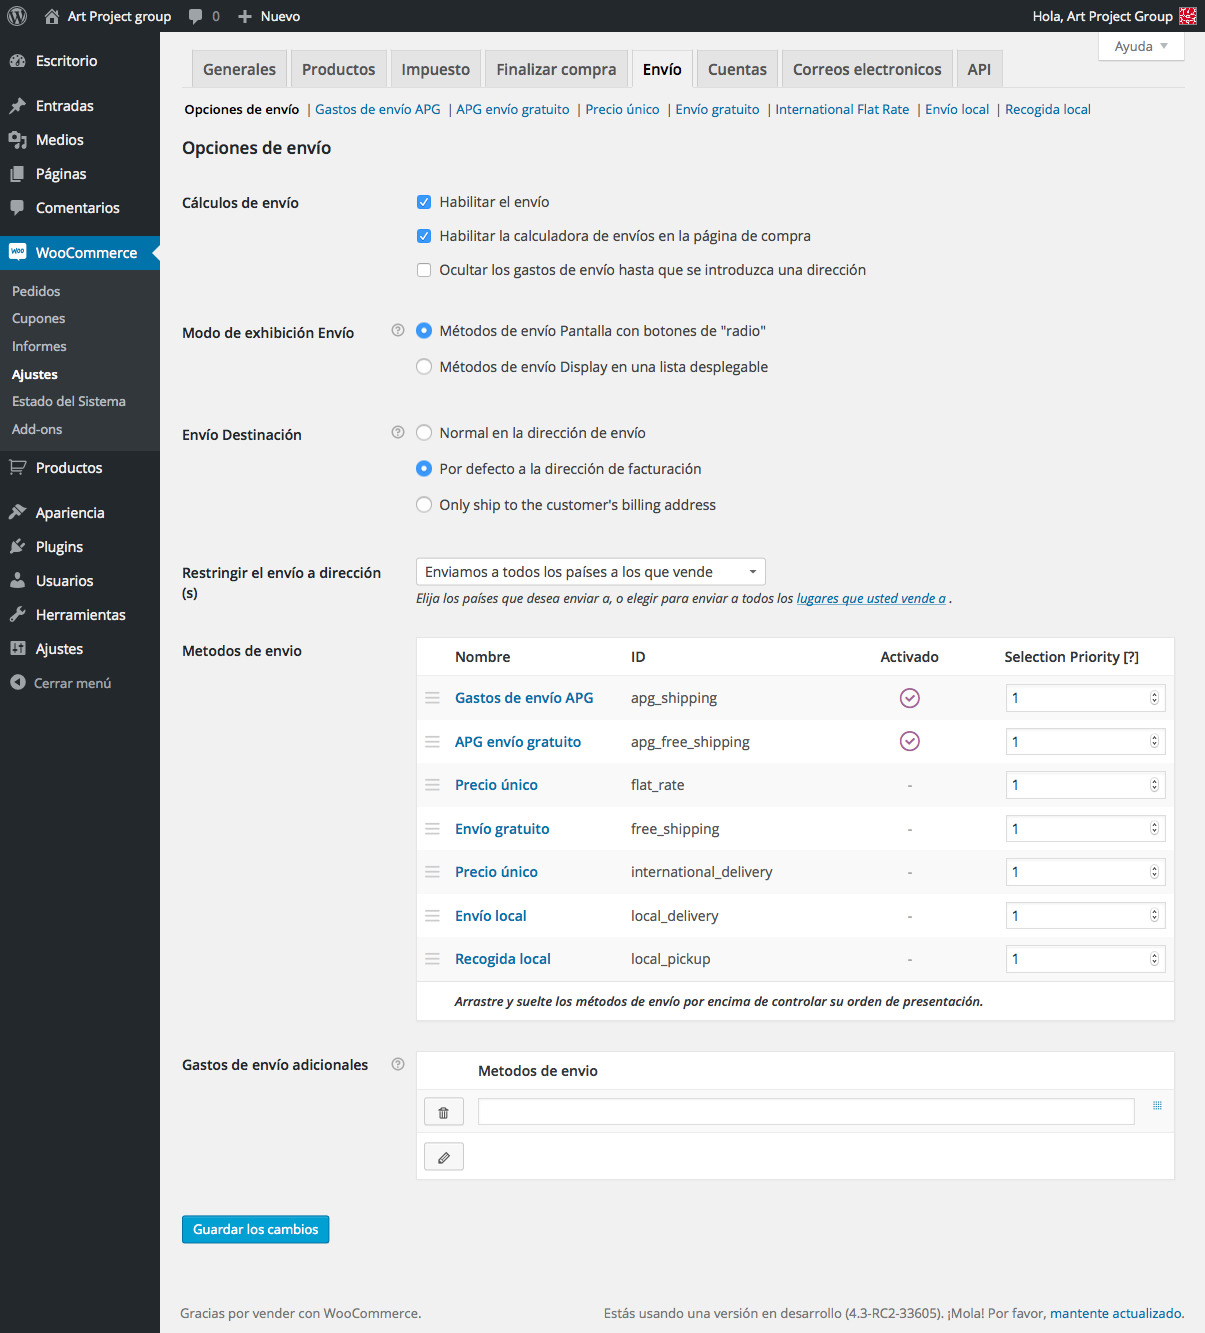 Art Project group 0 Nuevo Hola, Art Project Group
Ayuda
Escritorio
Entradas
Medios
Páginas
Comentarios
WooCommerce
Pedidos
Cupones
Informes
Ajustes
Estado del Sistema
Add-ons
Productos
Apariencia
Plugins
Usuarios
Herramientas
Ajustes
Cerrar menú
Generales Productos Impuesto Finalizar compra Envío Cuentas Correos electronicos API
Opciones de envío | Gastos de envío APG | APG envío gratuito | Precio único | Envío gratuito | International Flat Rate | Envío local | Recogida local
Opciones de envío
Cálculos de envío
Habilitar el envío
Habilitar la calculadora de envíos en la página de compra
Ocultar los gastos de envío hasta que se introduzca una dirección
Modo de exhibición Envío
Métodos de envío Pantalla con botones de "radio"
Métodos de envío Display en una lista desplegable
Envío Destinación
Normal en la dirección de envío
Por defecto a la dirección de facturación
Only ship to the customer's billing address
Restringir el envío a dirección
(s)
Enviamos a todos los países a los que vende
Elija los países que desea enviar a, o elegir para enviar a todos los lugares que usted vende a .
Metodos de envio
Nombre ID Activado Selection Priority [?]
Gastos de envío APG apg_shipping 1
APG envío gratuito apg_free_shipping 1
Precio único flat_rate - 1
Envío gratuito free_shipping - 1
Precio único international_delivery - 1
Envío local local_delivery - 1
Recogida local local_pickup - 1
Arrastre y suelte los métodos de envío por encima de controlar su orden de presentación.
Gastos de envío adicionales
Metodos de envio
Guardar los cambios
Gracias por vender con WooCommerce.
Estás usando una versión en desarrollo (4.3-RC2-33605). ¡Mola! Por favor, mantente actualizado.